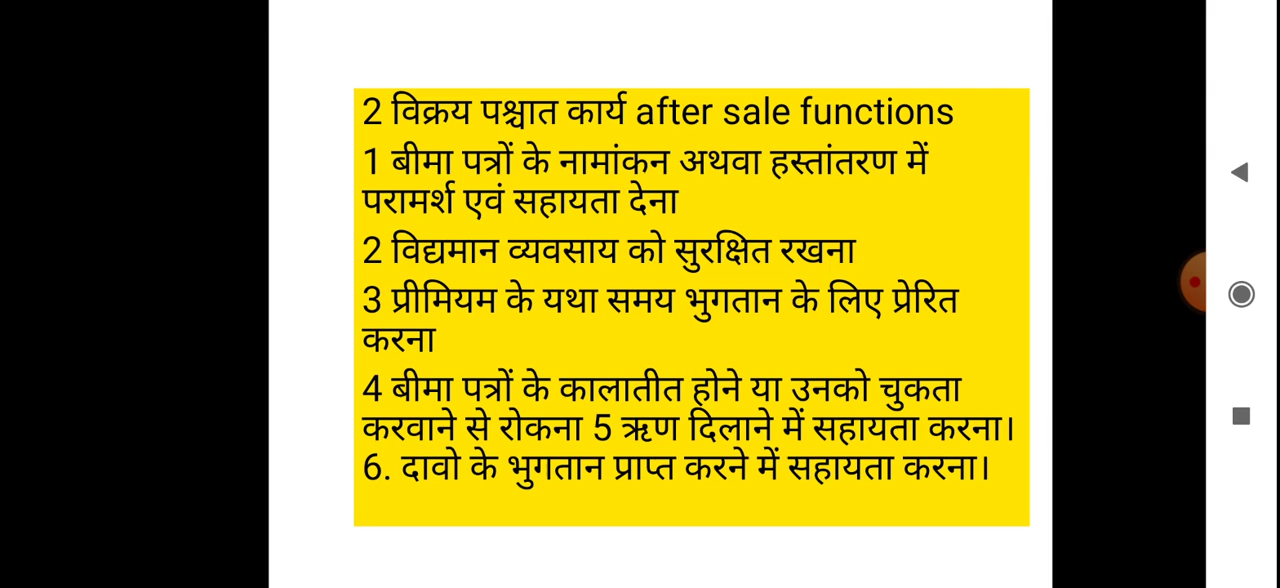 2 विक्रय पश्चात कार्य after sale functions
1 बीमा पत्रों के नामांकन अथवा हस्तांतरण में
परामर्श एवं सहायता देना
2 विद्यमान व्यवसाय को सुरक्षित रखना
3 प्रीमियम के यथा समय भुगतान के लिए प्रेरित
करना
4 बीमा पत्रों के कालातीत होने या उनको चुकता
करवाने से रोकना 5 ऋण दिलाने में सहायता करना।
6. दावो के भुगतान प्राप्त करने में सहायता करना।